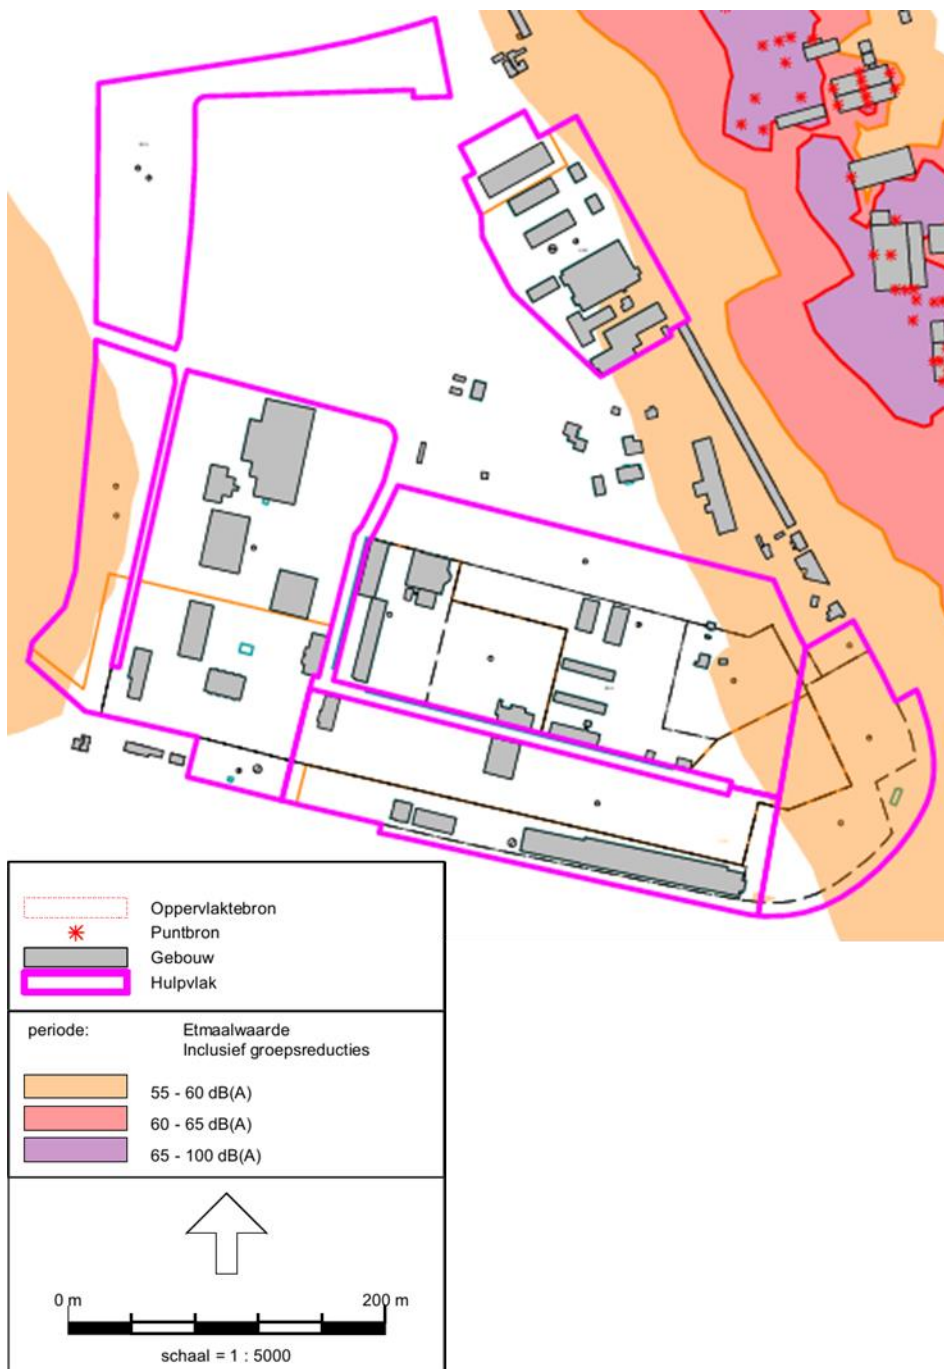 Oppervlaktebron
Puntbron
Gebouw
Hulpvlak
periode: Etmaalwaarde
Inclusief groepsreducties
55 - 60 dB(A)
60 - 65 dB(A)
65 - 100 dB(A)
0 m 200 m
schaal = 1 : 5000